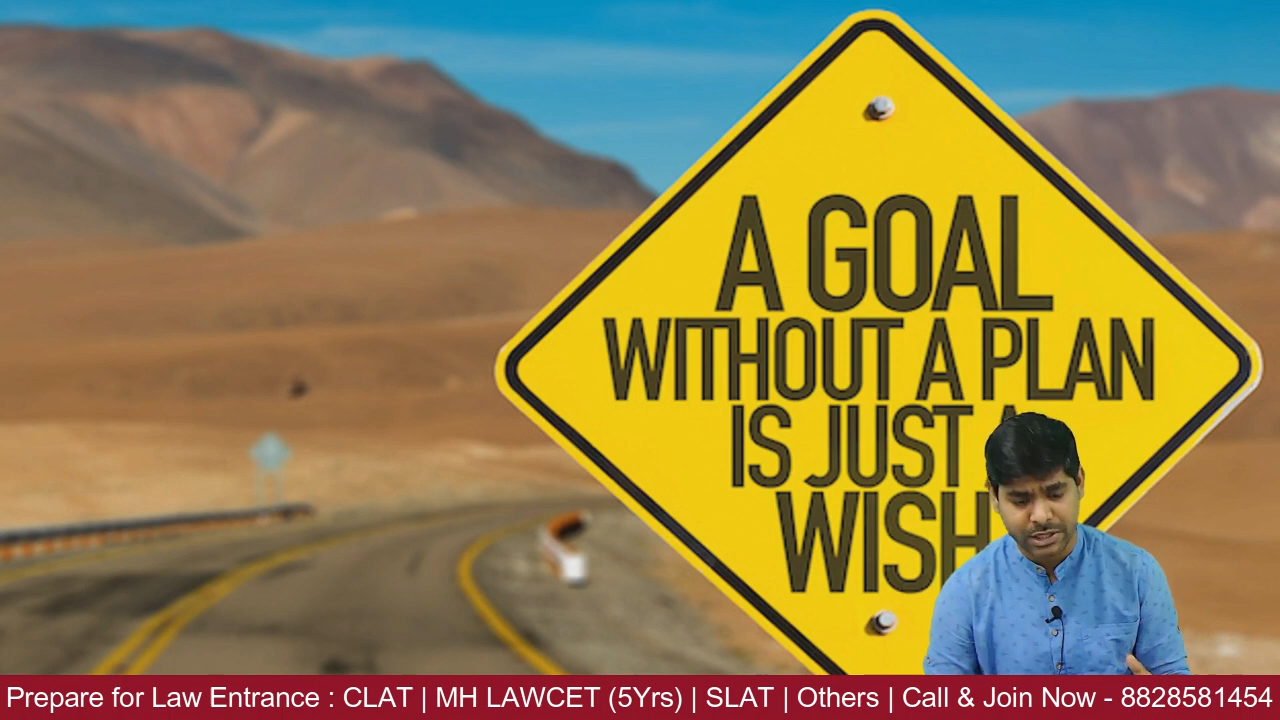 A GOAL
WITHOUT A PLAN
IS JUST A
WISH
Prepare for Law Entrance : CLAT | MH LAWCET (5Yrs) | SLAT | Others | Call & Join Now - 8828581454